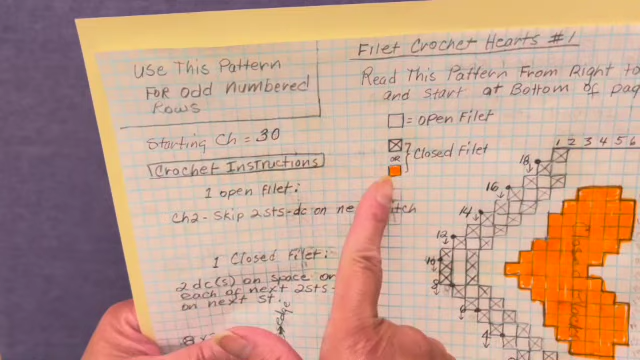 Use This Pattern
For odd numbered
Rows
Starting Ch = 30
Crochet Instructions
1 open filet:
Ch2 - Skip 2sts - dc on
1 Closed Filet:
2 dc(s) on space or
each of next 2sts -
on next st.
edge
Filet Crochet Hearts #1
Read This Pattern From Right to
and Start at Bottom of
= open Filet
OR
Closed Filet
1 2 3 4 5 6
18
16
14
12
10
8
6
4